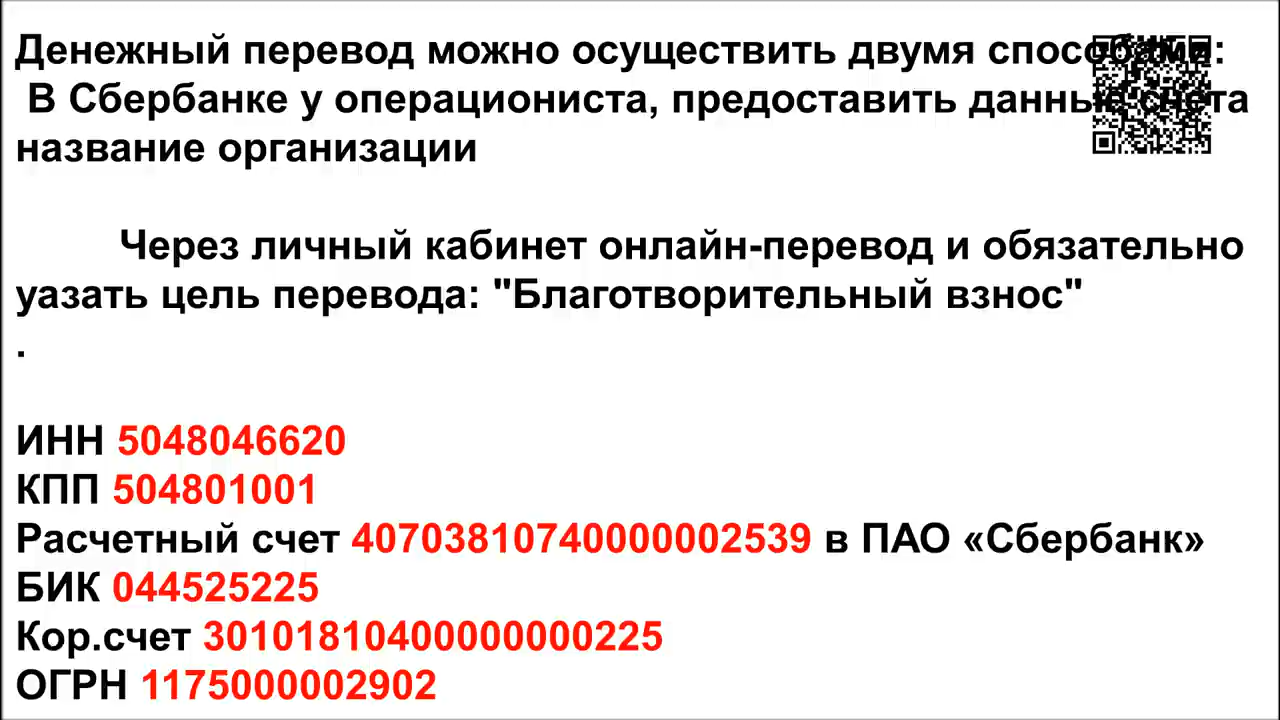 Денежный перевод можно осуществить двумя способами:
В Сбербанке у операциониста, предоставить данные счета
название организации
Через личный кабинет онлайн-перевод и обязательно
уазать цель перевода: "Благотворительный взнос"
.
ИНН 5048046620
КПП 504801001
Расчетный счет 40703810740000002539 в ПАО «Сбербанк»
БИК 044525225
Кор.счет 30101810400000000225
ОГРН 1175000002902